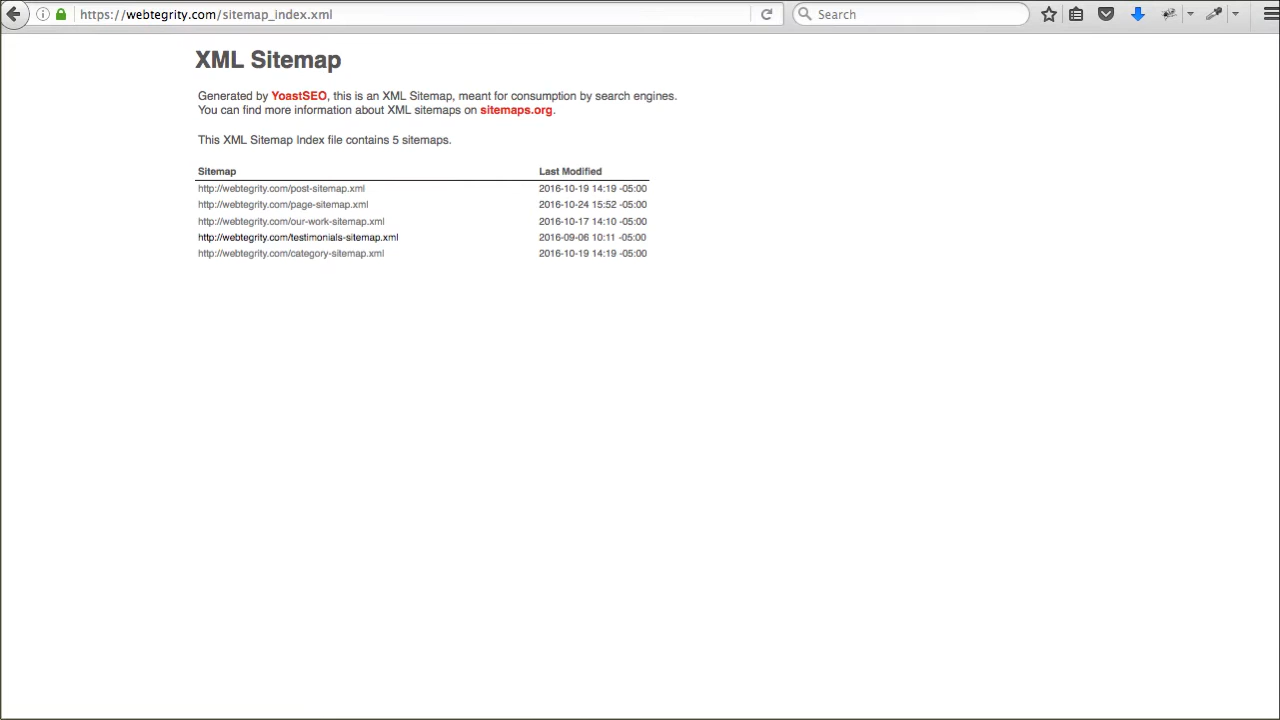 https://webtegrity.com/sitemap_index.xml
Search
XML Sitemap
Generated by YoastSEO, this is an XML Sitemap, meant for consumption by search engines.
You can find more information about XML sitemaps on sitemaps.org.
This XML Sitemap Index file contains 5 sitemaps.
Sitemap Last Modified
http://webtegrity.com/post-sitemap.xml 2016-10-19 14:19 -05:00
http://webtegrity.com/page-sitemap.xml 2016-10-24 15:52 -05:00
http://webtegrity.com/our-work-sitemap.xml 2016-10-17 14:10 -05:00
http://webtegrity.com/testimonials-sitemap.xml 2016-09-06 10:11 -05:00
http://webtegrity.com/category-sitemap.xml 2016-10-19 14:19 -05:00